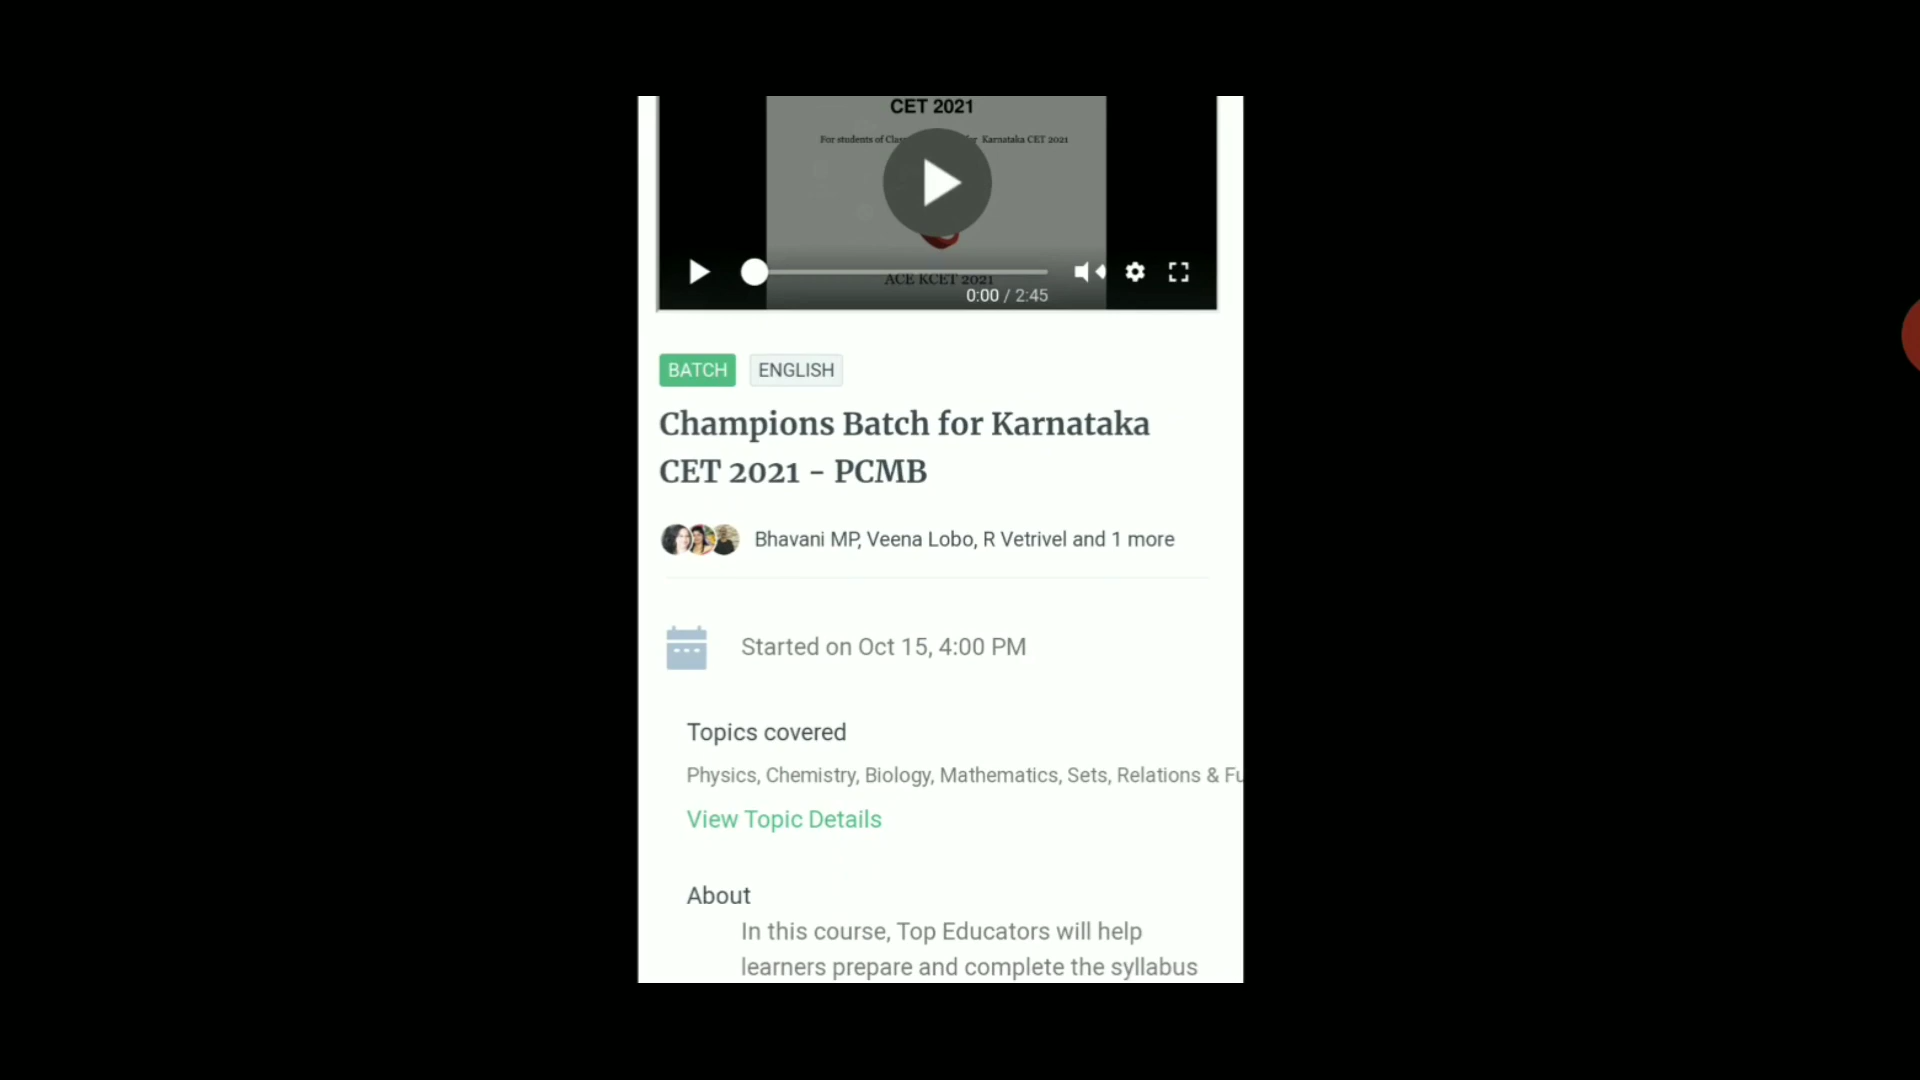 CET 2021
For students of Karnataka CET 2021
ACE KCET 2021
0:00 / 2:45
BATCH ENGLISH
Champions Batch for Karnataka
CET 2021 - PCMB
Bhavani MP, Veena Lobo, R Vetrivel and 1 more
Started on Oct 15, 4:00 PM
Topics covered
Physics, Chemistry, Biology, Mathematics, Sets, Relations &
View Topic Details
About
In this course, Top Educators will help
learners prepare and complete the syllabus